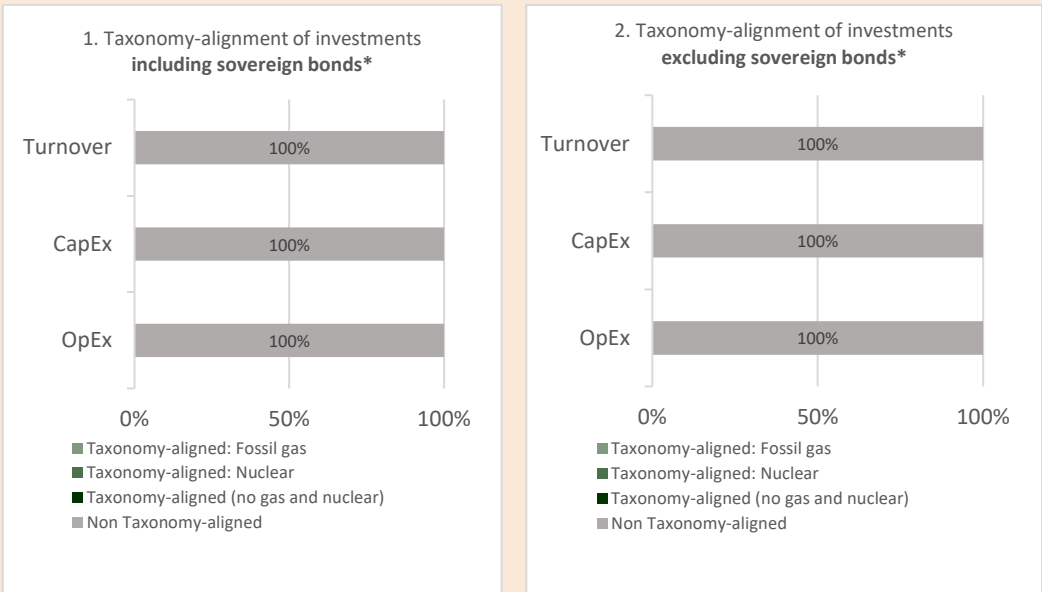 1. Taxonomy-alignment of investments
including sovereign bonds*
Turnover
100%
CapEx
100%
OpEx
100%
0% 50% 100%
Taxonomy-aligned: Fossil gas
Taxonomy-aligned: Nuclear
Taxonomy-aligned (no gas and nuclear)
Non Taxonomy-aligned
2. Taxonomy-alignment of investments
excluding sovereign bonds*
Turnover
100%
CapEx
100%
OpEx
100%
0% 50% 100%
Taxonomy-aligned: Fossil gas
Taxonomy-aligned: Nuclear
Taxonomy-aligned (no gas and nuclear)
Non Taxonomy-aligned